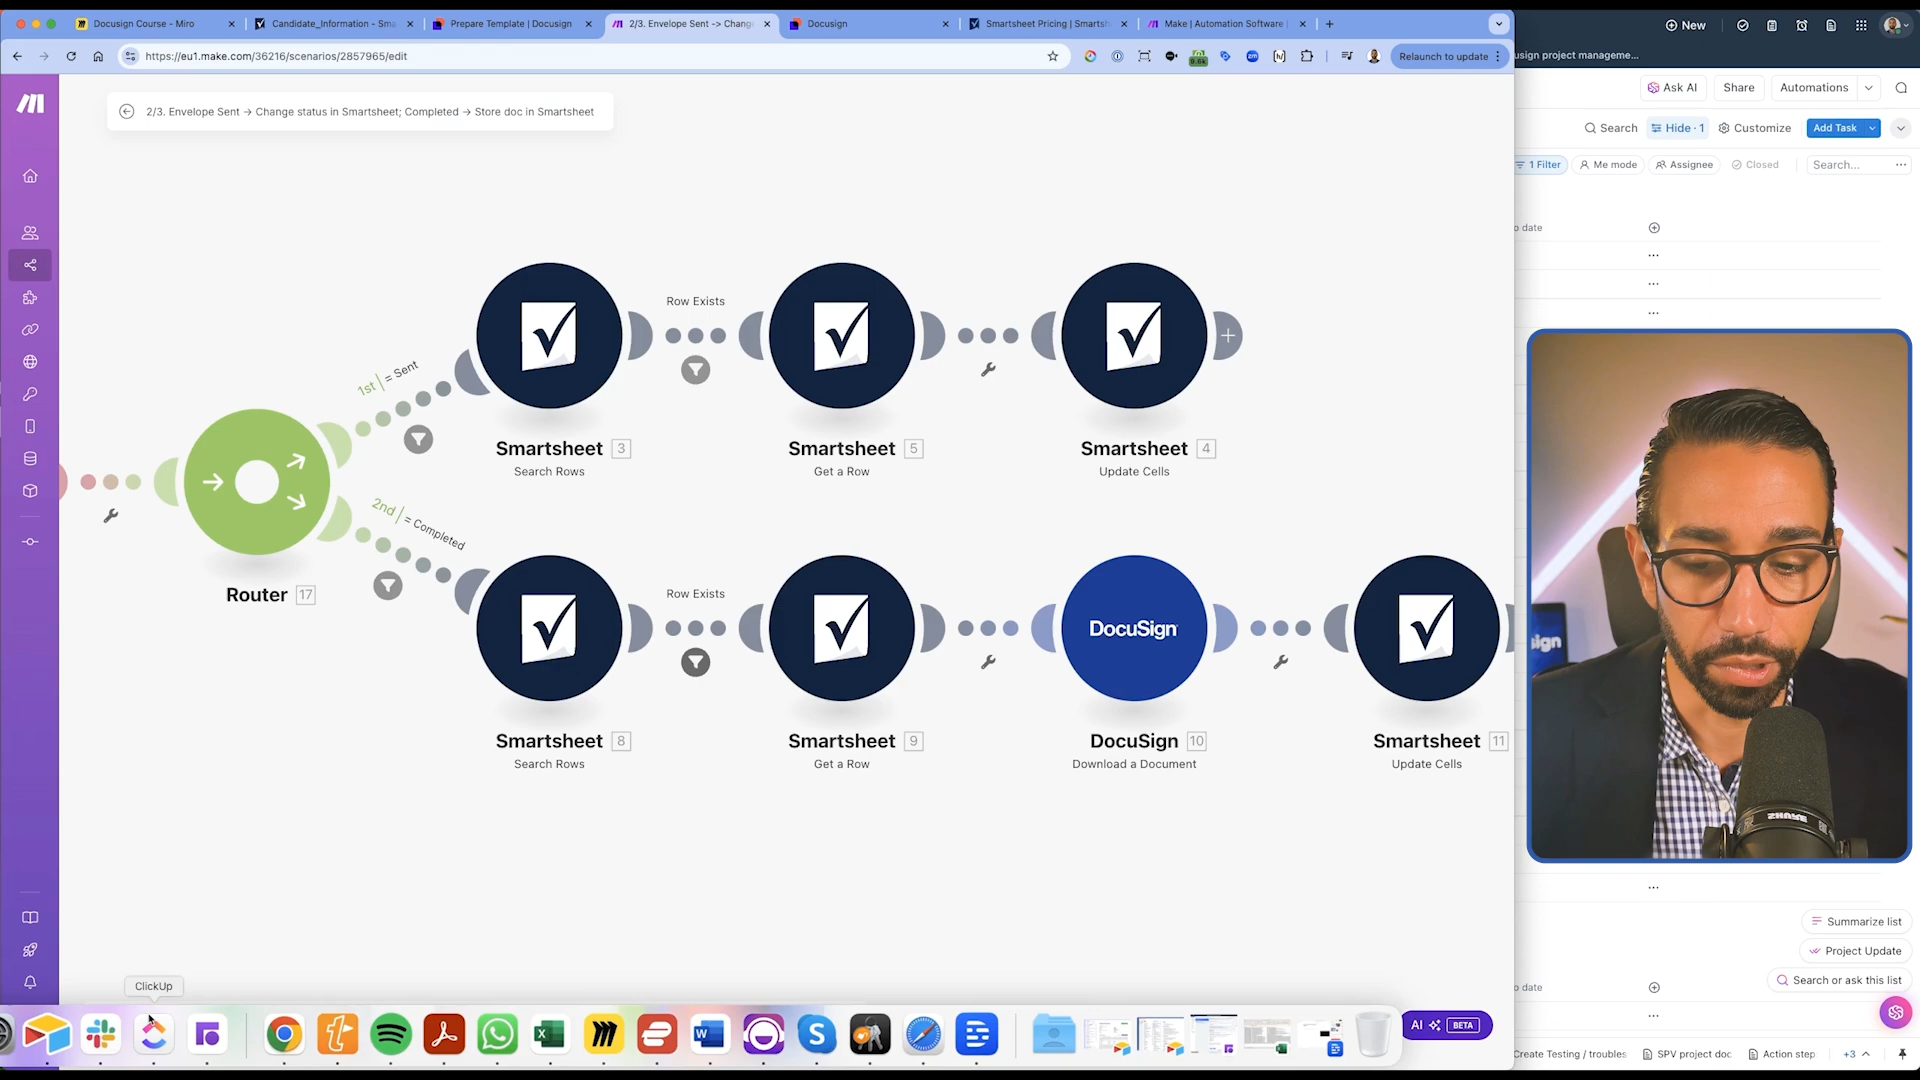 Docusign Course - Miro
Candidate_Information - Sma
Prepare Template | Docusign
2/3. Envelope Sent -> Chang
Docusign
Smartsheet Pricing | Smartsh
Make | Automation Software
https://eu1.make.com/36216/scenarios/2857965/edit
9.6k
Relaunch to update
New
usign project manageme...
Ask AI
Share
Automations
Search
Hide · 1
Customize
Add Task
1 Filter
Me mode
Assignee
Closed
Search...
o date
2/3. Envelope Sent → Change status in Smartsheet; Completed → Store doc in Smartsheet
1st | = Sent
Row Exists
Smartsheet 3
Search Rows
Smartsheet 5
Get a Row
Smartsheet 4
Update Cells
Router 17
2nd | = Completed
Row Exists
DocuSign
Smartsheet 8
Search Rows
Smartsheet 9
Get a Row
DocuSign 10
Download a Document
Smartsheet 11
Update Cells
ign
SHURE
Summarize list
Project Update
Search or ask this list
o date
ClickUp
AI BETA
Create Testing / troubles
SPV project doc
Action step
+3